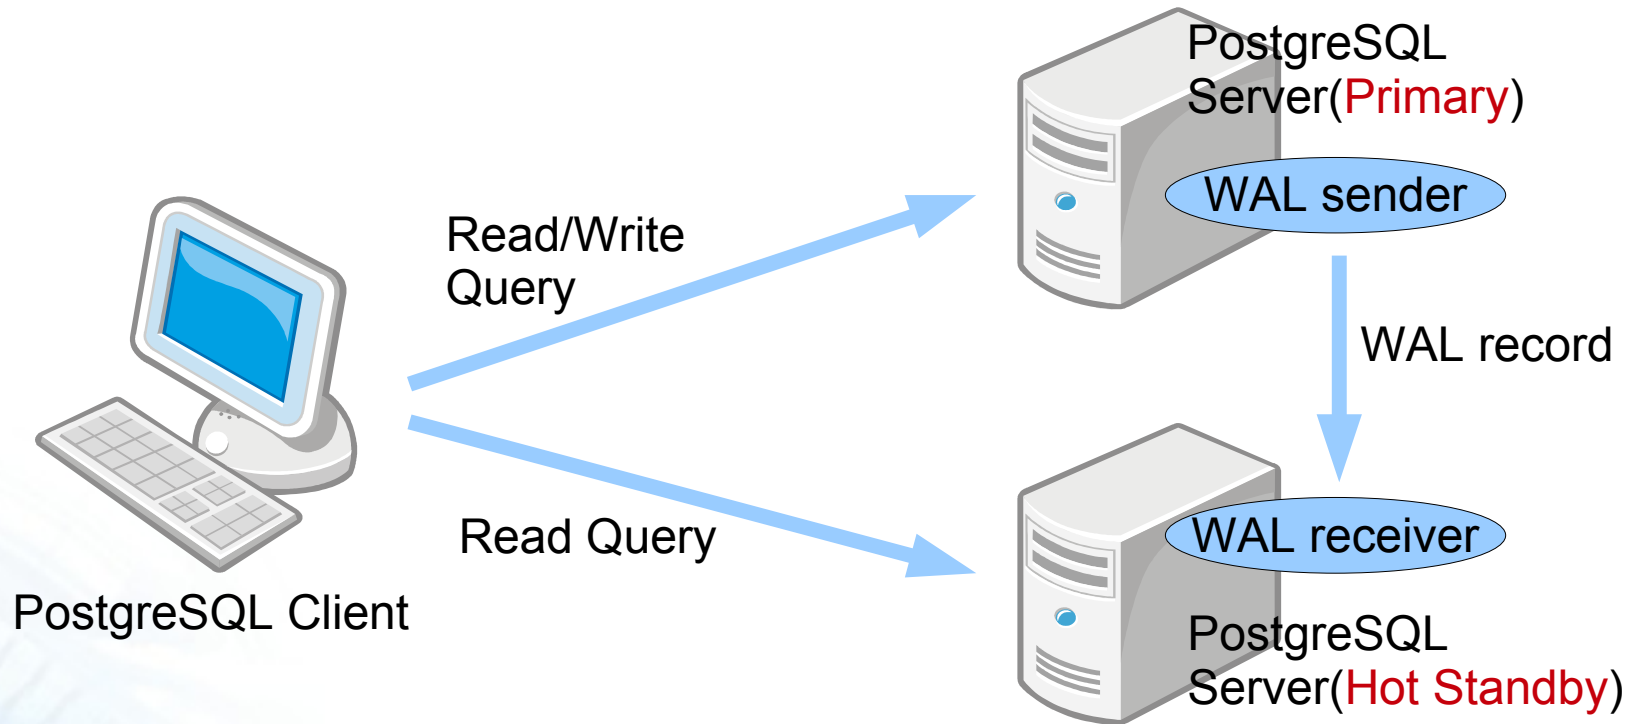 PostgreSQL
Server(Primary)
WAL sender
Read/Write
Query
WAL record
WAL receiver
Read Query
PostgreSQL Client
PostgreSQL
Server(Hot Standby)